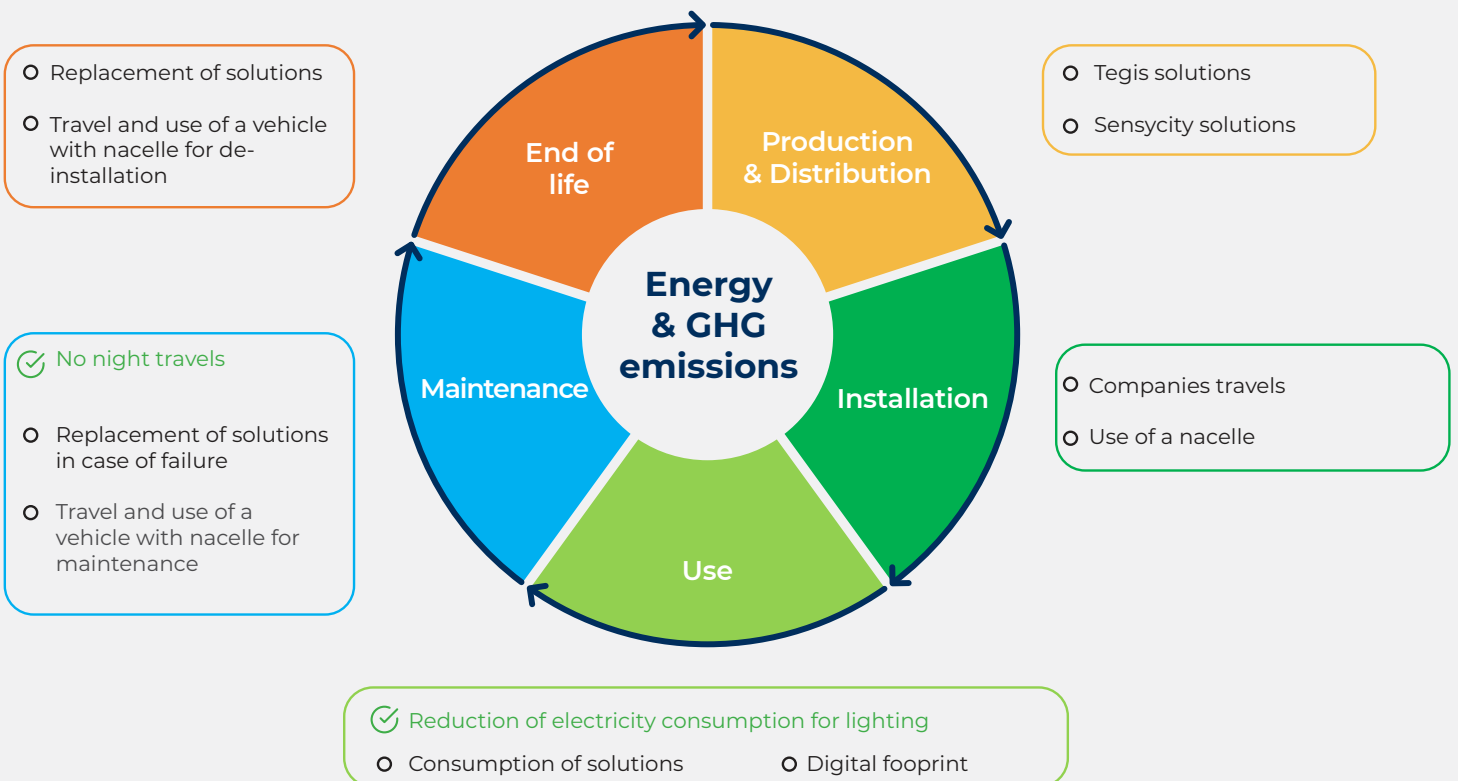 Replacement of solutions
Travel and use of a vehicle
with nacelle for de-
installation
End of
life
Production
& Distribution
Tegis solutions
Sensycity solutions
Energy
& GHG
emissions
No night travels
Replacement of solutions
in case of failure
Travel and use of a
vehicle with nacelle for
maintenance
Maintenance
Installation
Companies travels
Use of a nacelle
Use
Reduction of electricity consumption for lighting
Consumption of solutions
Digital fooprint